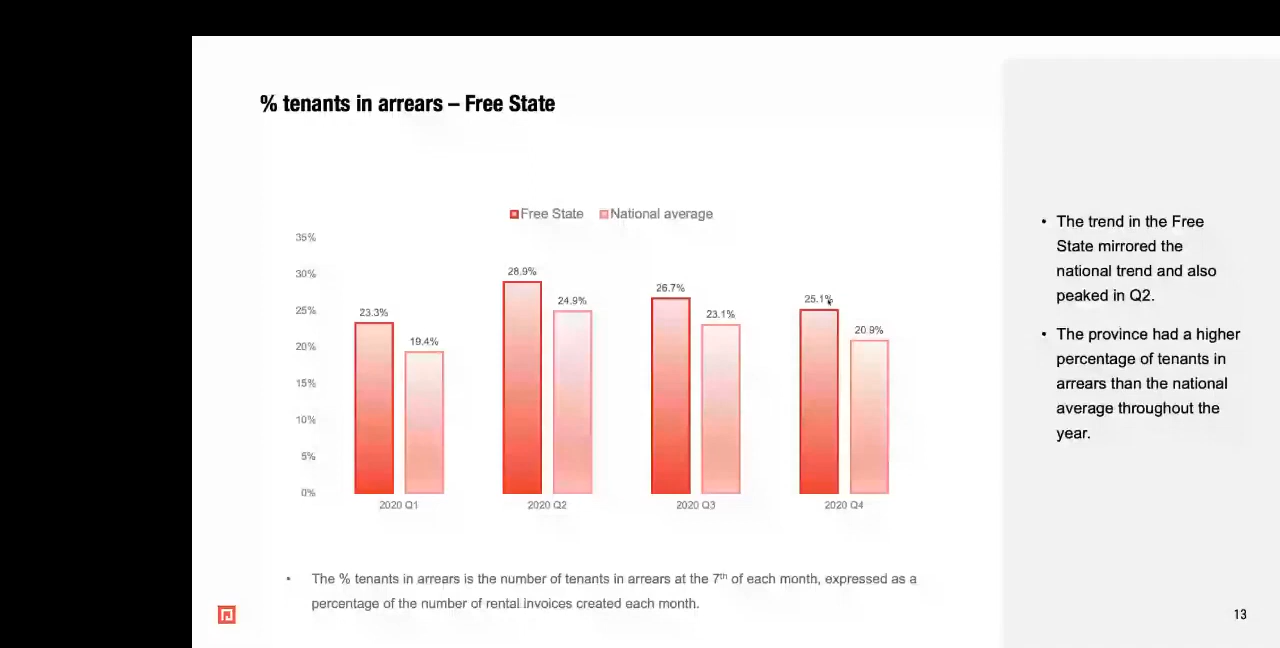 % tenants in arrears – Free State
Free State National average
35%
30%
25%
20%
15%
10%
5%
0%
23.3%
19.4%
28.9%
24.9%
26.7%
23.1%
25.1%
20.9%
2020 Q1 2020 Q2 2020 Q3 2020 Q4
• The % tenants in arrears is the number of tenants in arrears at the 7th of each month, expressed as a
percentage of the number of rental invoices created each month.
• The trend in the Free
State mirrored the
national trend and also
peaked in Q2.
• The province had a higher
percentage of tenants in
arrears than the national
average throughout the
year.
13